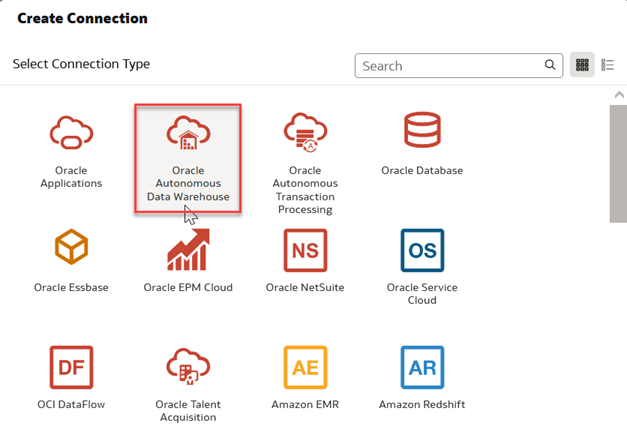 Create Connection
Select Connection Type
Search
Oracle
Applications
Oracle
Autonomous
Data Warehouse
A
Oracle
Autonomous
Transaction
Processing
Oracle Database
Oracle Essbase
Oracle EPM Cloud
NS
Oracle NetSuite
OS
Oracle Service
Cloud
DF
OCI DataFlow
Oracle Talent
Acquisition
AE
Amazon EMR
AR
Amazon Redshift